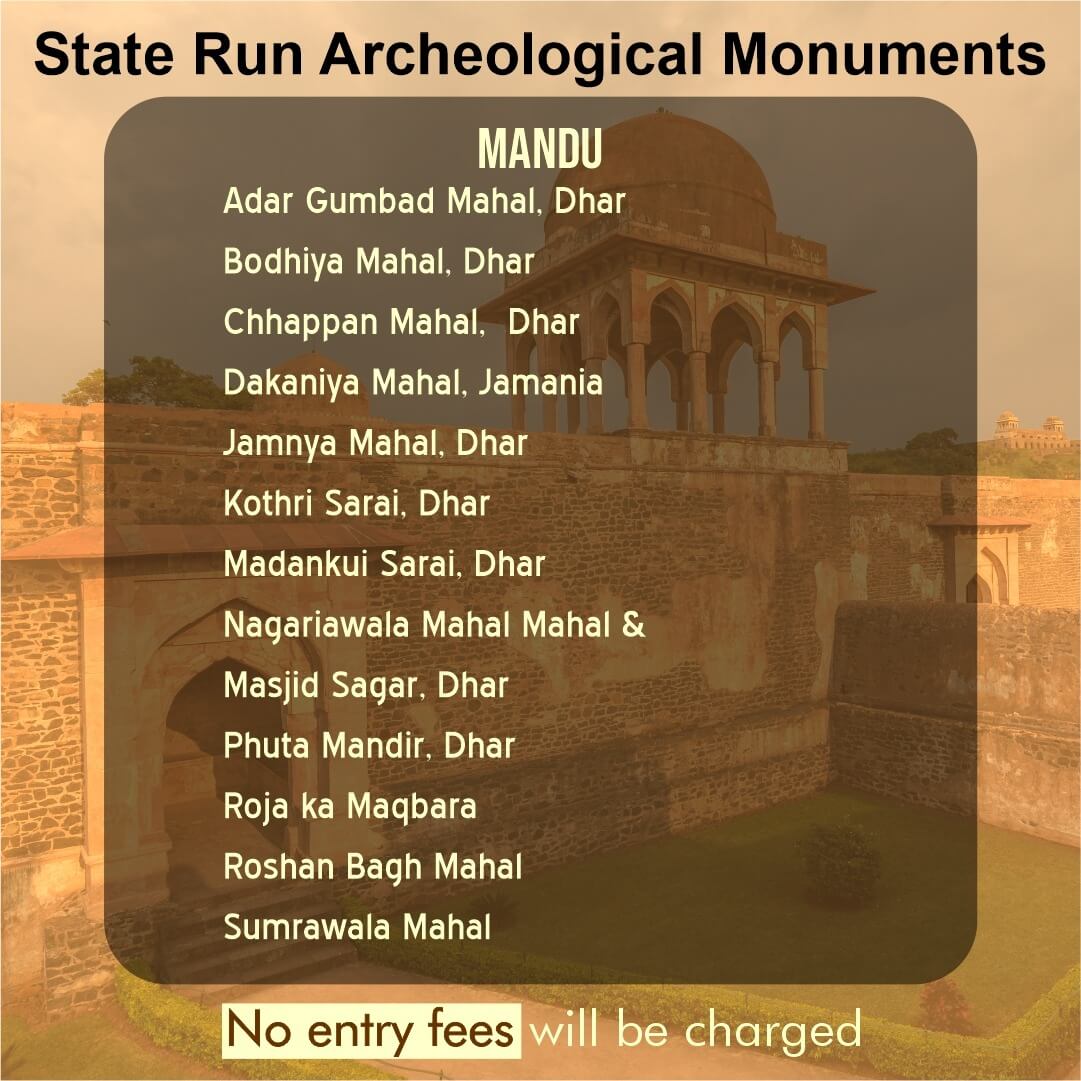 State Run Archeological Monuments
MANDU
Adar Gumbad Mahal, Dhar
Bodhiya Mahal, Dhar
Chhappan Mahal,  Dhar
Dakaniya Mahal, Jamania
Jamnya Mahal, Dhar
Kothri Sarai, Dhar
Madankui Sarai, Dhar
Nagariawala Mahal Mahal &
Masjid Sagar, Dhar
Phuta Mandir, Dhar
Roja ka Maqbara
Roshan Bagh Mahal
Sumrawala Mahal
No entry fees will be charged